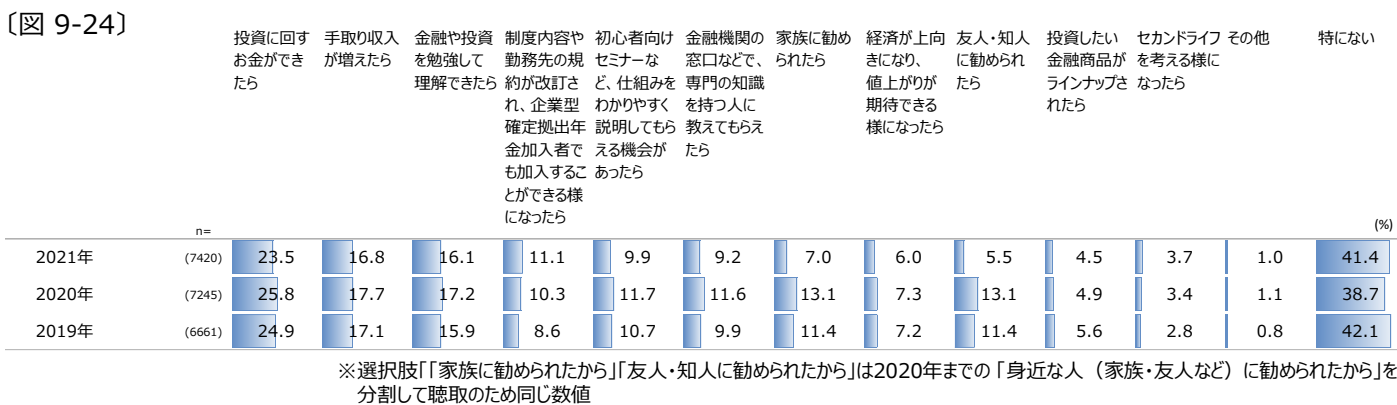 〔図 9-24〕
投資に回す
お金ができ
たら
手取り収入
が増えたら
金融や投資
を勉強して
理解できたら
制度内容や
勤務先の規
約が改訂さ
れ、企業型
確定拠出年
金加入者で
も加入するこ
とができる様
になったら
初心者向け
セミナーな
ど、仕組みを
わかりやすく
説明してもら
える機会が
あったら
金融機関の
窓口などで、
専門の知識
を持つ人に
教えてもらえ
たら
家族に勧め
られたら
経済が上向
きになり、
値上がりが
期待できる
様になったら
友人・知人
に勧められ
たら
投資したい
金融商品が
ラインナップさ
れたら
セカンドライフ
を考える様に
なったら
その他
特にない
n=
(%)
2021年 (7420) 23.5 16.8 16.1 11.1 9.9 9.2 7.0 6.0 5.5 4.5 3.7 1.0 41.4
2020年 (7245) 25.8 17.7 17.2 10.3 11.7 11.6 13.1 7.3 13.1 4.9 3.4 1.1 38.7
2019年 (6661) 24.9 17.1 15.9 8.6 10.7 9.9 11.4 7.2 11.4 5.6 2.8 0.8 42.1
※選択肢「「家族に勧められたから」「友人・知人に勧められたから」は2020年までの「身近な人（家族・友人など）に勧められたから」を
分割して聴取のため同じ数値